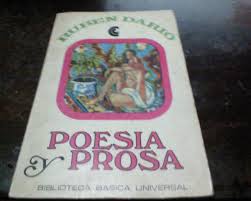 RUBEN DARIO
POESIA
y PROSA
BIBLIOTECA BASICA UNIVERSAL